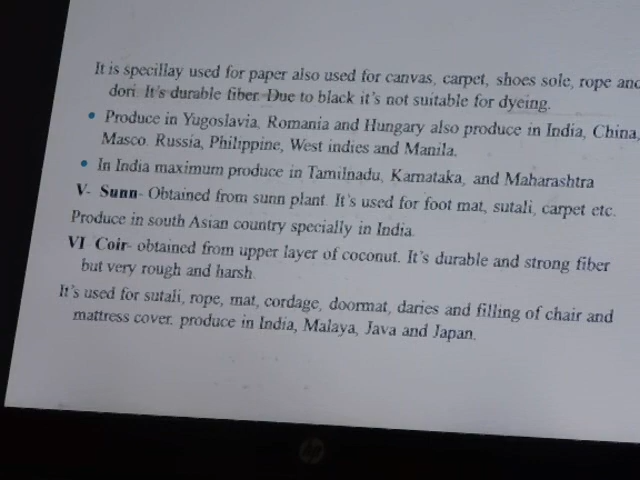 It is specillay used for paper also used for canvas, carpet, shoes sole, rope and
dori. It's durable fiber. Due to black it's not suitable for dyeing.
• Produce in Yugoslavia, Romania and Hungary also produce in India, China,
Masco. Russia, Philippine, West indies and Manila.
• In India maximum produce in Tamilnadu, Karnataka, and Maharashtra
V- Sunn- Obtained from sunn plant. It's used for foot mat, sutali, carpet etc.
Produce in south Asian country specially in India.
VI Coir- obtained from upper layer of coconut. It's durable and strong fiber
but very rough and harsh.
It's used for sutali, rope, mat, cordage, doormat, daries and filling of chair and
mattress cover. produce in India, Malaya, Java and Japan.
hp